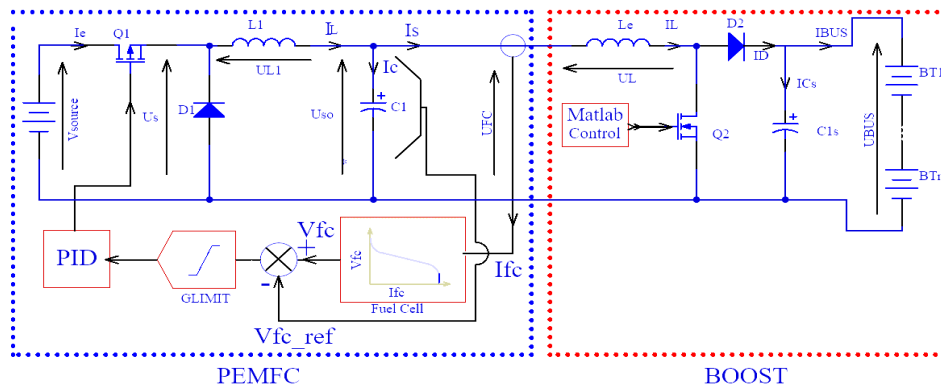 Ie
Q1
L1
IL
Is
Le
IL
D2
IBUS
UL1
Ic
UL
ID
Vsource
Us
D1
Uso
+
C1
UFC
Matlab
Control
Q2
ICs
+
C1s
UBUS
BT1
BTn
PID
GLIMIT
Vfc
+
-
Vfc
Ifc
Fuel Cell
Ifc
Vfc_ref
PEMFC
BOOST